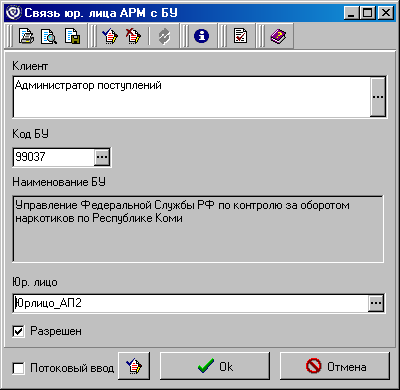 Связь юр. лица АРМ с БУ
Клиент
Администратор поступлений
...
Код БУ
99037
...
Наименование БУ
Управление Федеральной Службы РФ по контролю за оборотом
наркотиков по Республике Коми
Юр. лицо
Юрлицо_АП2
...
Разрешен
Потоковый ввод
Ok
Отмена